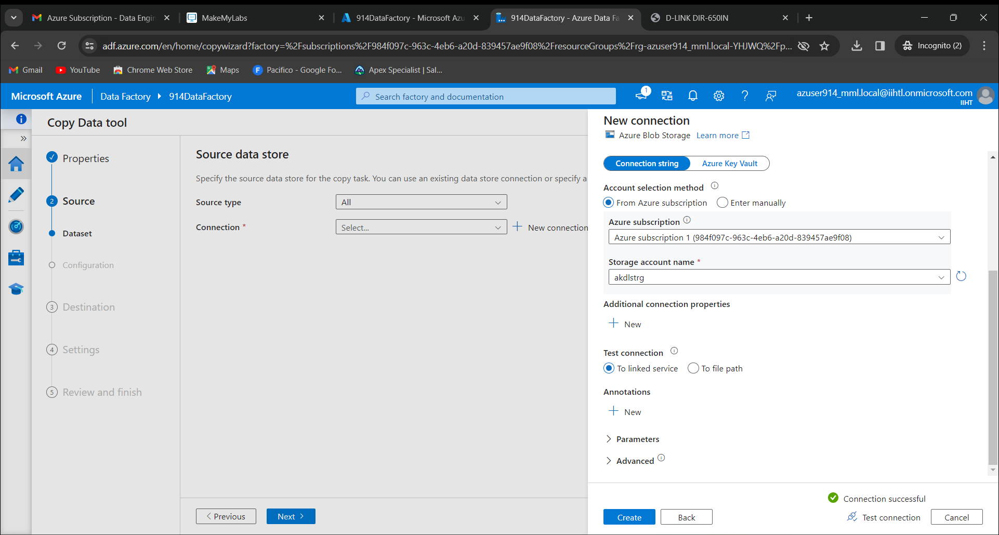 Azure Subscription - Data Engin
MakeMyLabs
914DataFactory - Microsoft Azu
914DataFactory - Azure Data Fa
D-LINK DIR-650IN
adf.azure.com/en/home/copywizard?factory=%2Fsubscriptions%2F984f097c-963c-4eb6-a20d-839457ae9f08%2FresourceGroups%2Frg-azuser914_mml.local-YHJWQ%2Fp...
Incognito (2)
Gmail
YouTube
Chrome Web Store
Maps
F Pacifico - Google Fo...
Apex Specialist | Sal...
Microsoft Azure
Data Factory
914DataFactory
Search factory and documentation
1
azuser914_mml.local@iihtl.onmicrosoft.com
IIHT
Copy Data tool
Properties
2 Source
Dataset
Configuration
3 Destination
4 Settings
5 Review and finish
Source data store
Specify the source data store for the copy task. You can use an existing data store connection or specify a
Source type
All
Connection *
Select...
New connection
Previous
Next
New connection
Azure Blob Storage
Learn more
Connection string
Azure Key Vault
Account selection method
From Azure subscription
Enter manually
Azure subscription
Azure subscription 1 (984f097c-963c-4eb6-a20d-839457ae9f08)
Storage account name *
akdlstrg
Additional connection properties
New
Test connection
To linked service
To file path
Annotations
New
Parameters
Advanced
Connection successful
Create
Back
Test connection
Cancel